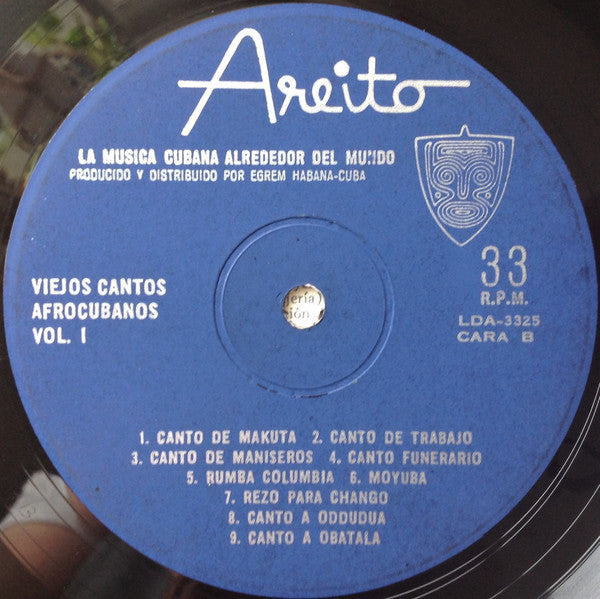 Areito
LA MUSICA CUBANA ALREDEDOR DEL MUNDO
PRODUCIDO Y DISTRIBUIDO POR EGREM HABANA-CUBA
VIEJOS CANTOS
AFROCUBANOS
VOL. I
33
R.P.M.
LDA-3325
CARA B
ería)
ión
1. CANTO DE MAKUTA 2. CANTO DE TRABAJO
3. CANTO DE MANISEROS 4. CANTO FUNERARIO
5. RUMBA COLUMBIA 6. MOYUBA
7. REZO PARA CHANGO
8. CANTO A ODDUDUA
9. CANTO A OBATALA